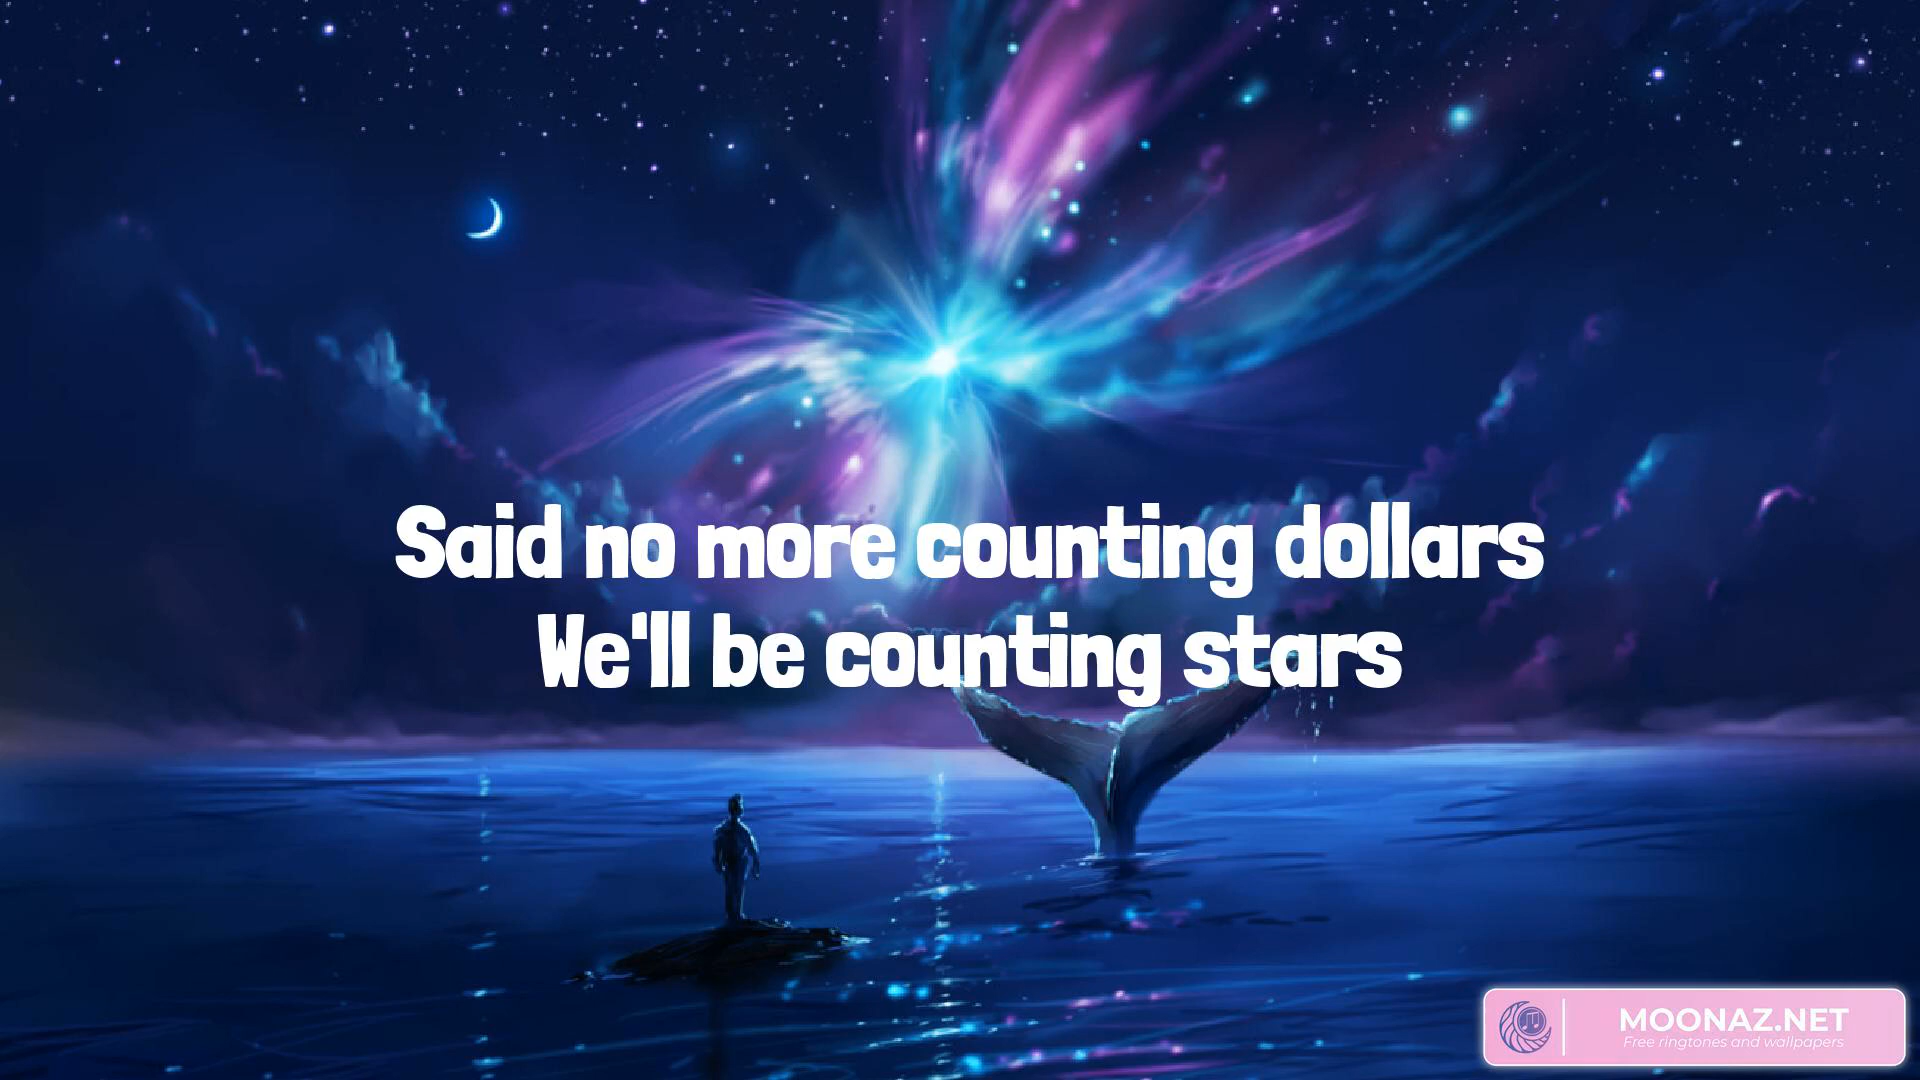 Said no more counting dollars
We'll be counting stars
MOONAZ.NET
Free ringtones and wallpapers